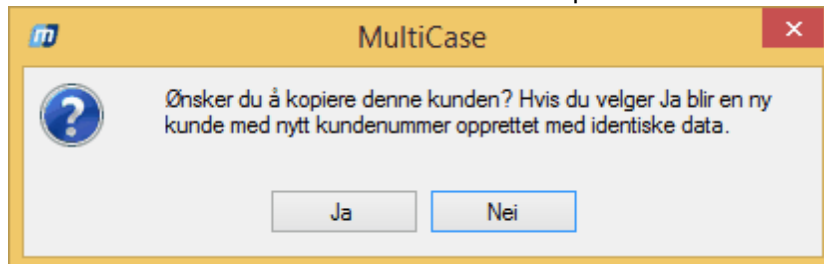 MultiCase
Ønsker du å kopiere denne kunden? Hvis du velger Ja blir en ny
kunde med nytt kundenummer opprettet med identiske data.
Ja
Nei